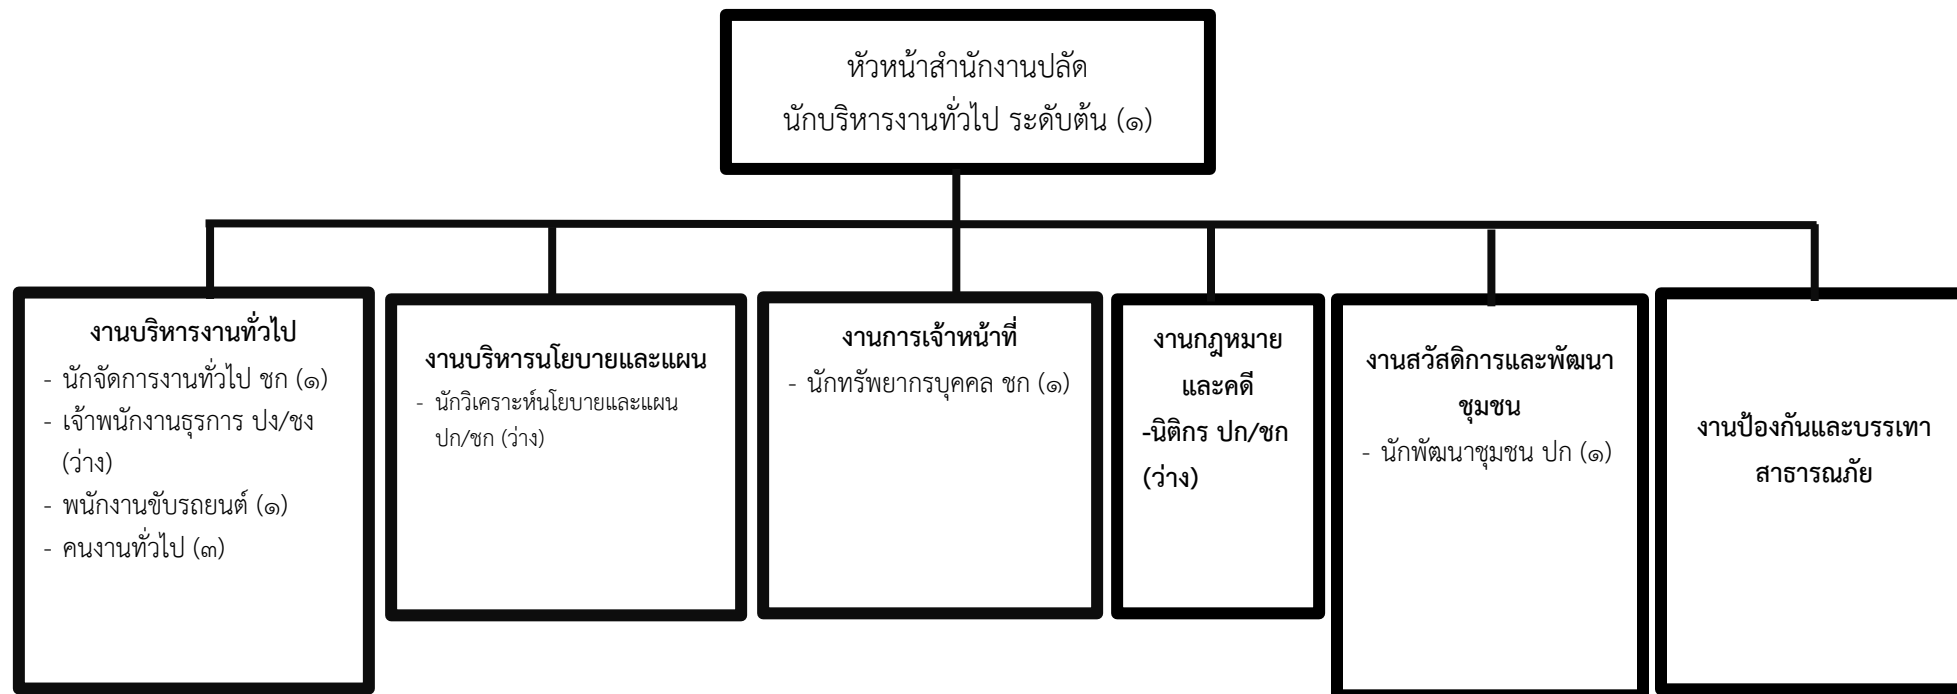 หัวหน้าสำนักงานปลัด
นักบริหารงานทั่วไป ระดับต้น (๑)
งานบริหารงานทั่วไป
- นักจัดการงานทั่วไป ชก (๑)
- เจ้าพนักงานธุรการ ปง/ชง
(ว่าง)
- พนักงานขับรถยนต์ (๑)
- คนงานทั่วไป (๓)
งานบริหารนโยบายและแผน
- นักวิเคราะห์นโยบายและแผน
ปก/ชก (ว่าง)
งานการเจ้าหน้าที่
- นักทรัพยากรบุคคล ชก (๑)
งานกฎหมาย
และคดี
-นิติกร ปก/ชก
(ว่าง)
งานสวัสดิการและพัฒนา
ชุมชน
- นักพัฒนาชุมชน ปก (๑)
งานป้องกันและบรรเทา
สาธารณภัย